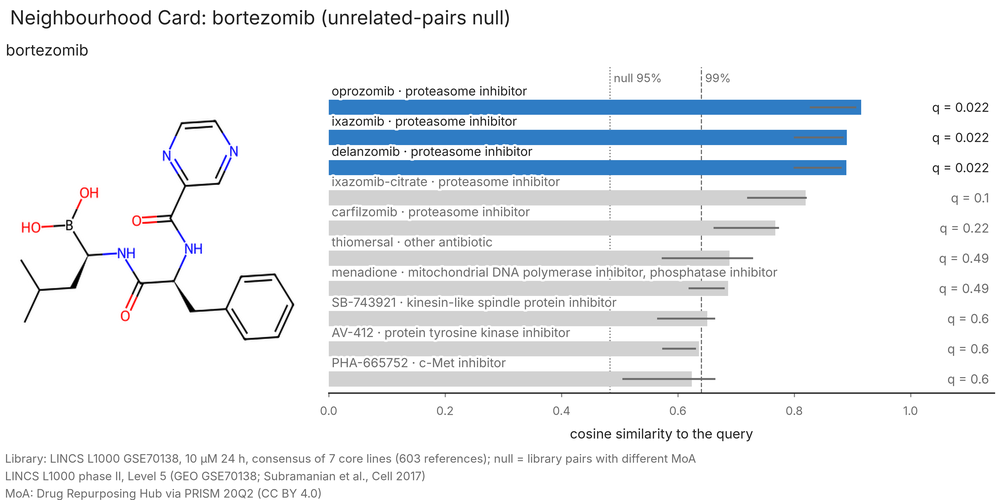 Neighbourhood Card: bortezomib (unrelated-pairs null)
bortezomib
null 95%
99%
oprozomib · proteasome inhibitor
q = 0.022
ixazomib · proteasome inhibitor
q = 0.022
delanzomib · proteasome inhibitor
q = 0.022
ixazomib-citrate · proteasome inhibitor
q = 0.1
carfilzomib · proteasome inhibitor
q = 0.22
thiomersal · other antibiotic
q = 0.49
menadione · mitochondrial DNA polymerase inhibitor, phosphatase inhibitor
q = 0.49
SB-743921 · kinesin-like spindle protein inhibitor
q = 0.6
AV-412 · protein tyrosine kinase inhibitor
q = 0.6
PHA-665752 · c-Met inhibitor
q = 0.6
N
N
OH
HO
B
O
NH
NH
O
0.0 0.2 0.4 0.6 0.8 1.0
cosine similarity to the query
Library: LINCS L1000 GSE70138, 10 µM 24 h, consensus of 7 core lines (603 references); null = library pairs with different MoA
LINCS L1000 phase II, Level 5 (GEO GSE70138; Subramanian et al., Cell 2017)
MoA: Drug Repurposing Hub via PRISM 20Q2 (CC BY 4.0)